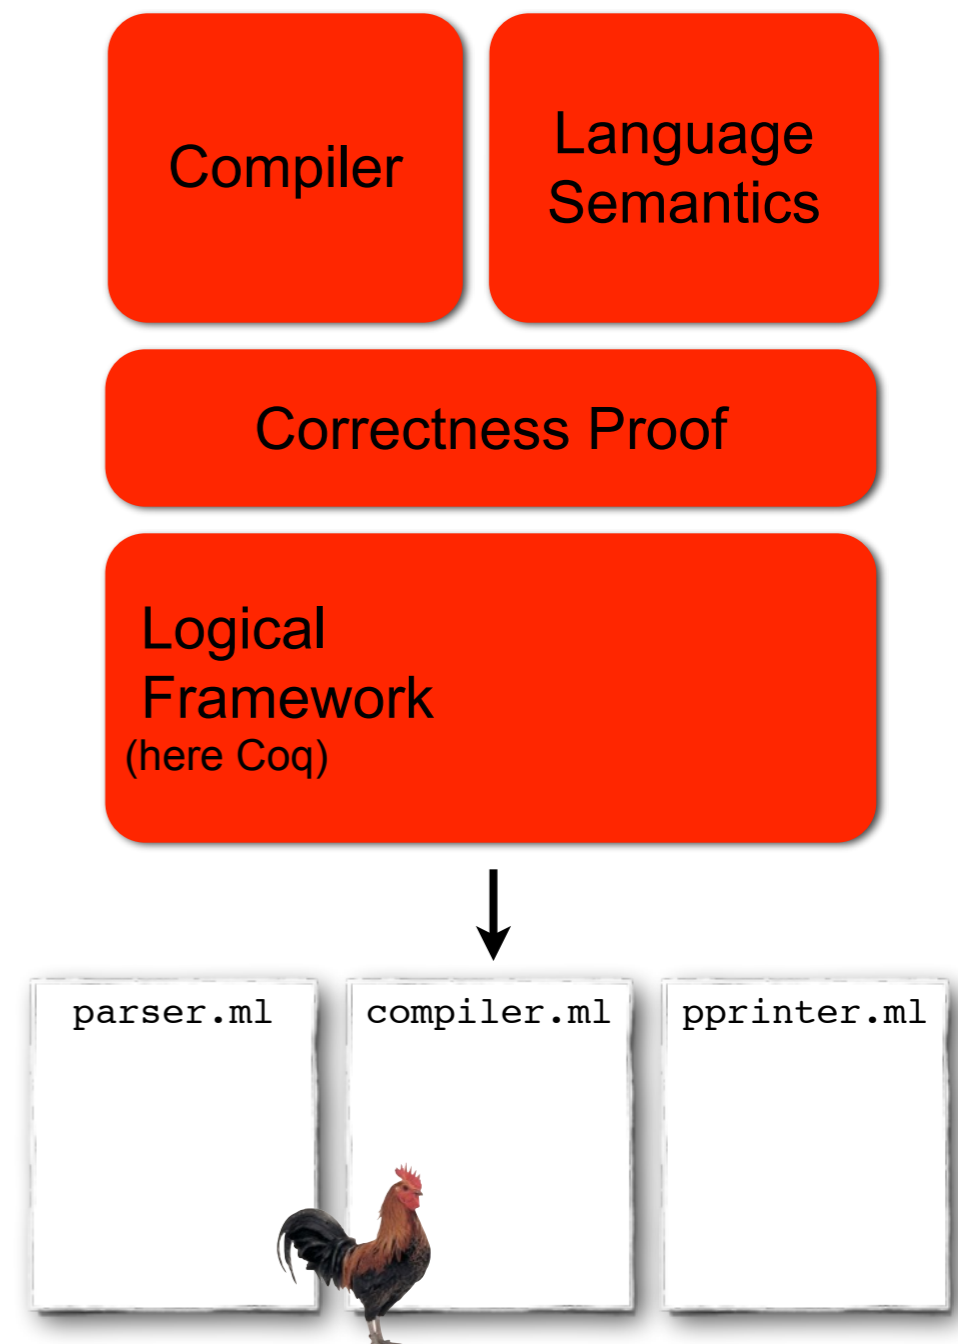 Compiler
Language
Semantics
Correctness Proof
Logical
Framework
(here Coq)
parser.ml
compiler.ml
pprinter.ml